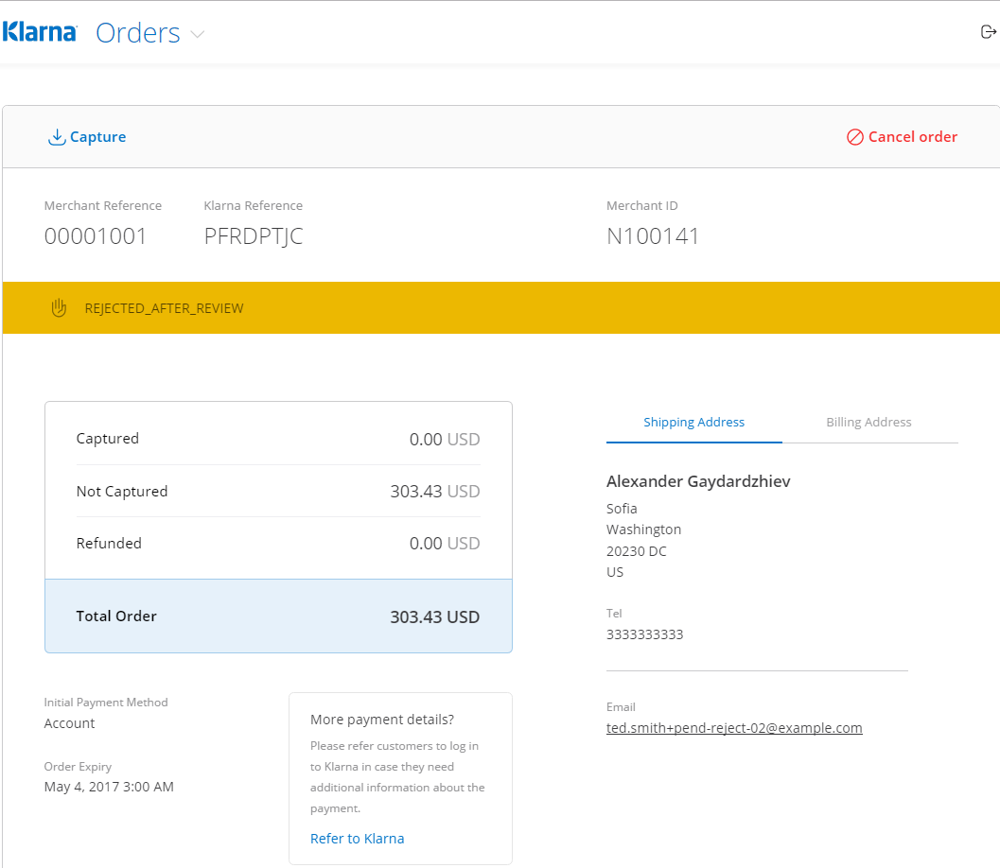 Klarna Orders
Capture
Cancel order
Merchant Reference
Klarna Reference
Merchant ID
00001001
PFRDPTJC
N100141
REJECTED_AFTER_REVIEW
Captured 0.00 USD
Not Captured 303.43 USD
Refunded 0.00 USD
Total Order 303.43 USD
Shipping Address
Billing Address
Alexander Gaydardzhiev
Sofia
Washington
20230 DC
US
Tel
3333333333
Email
ted.smith+pend-reject-02@example.com
Initial Payment Method
Account
Order Expiry
May 4, 2017 3:00 AM
More payment details?
Please refer customers to log in
to Klarna in case they need
additional information about the
payment.
Refer to Klarna